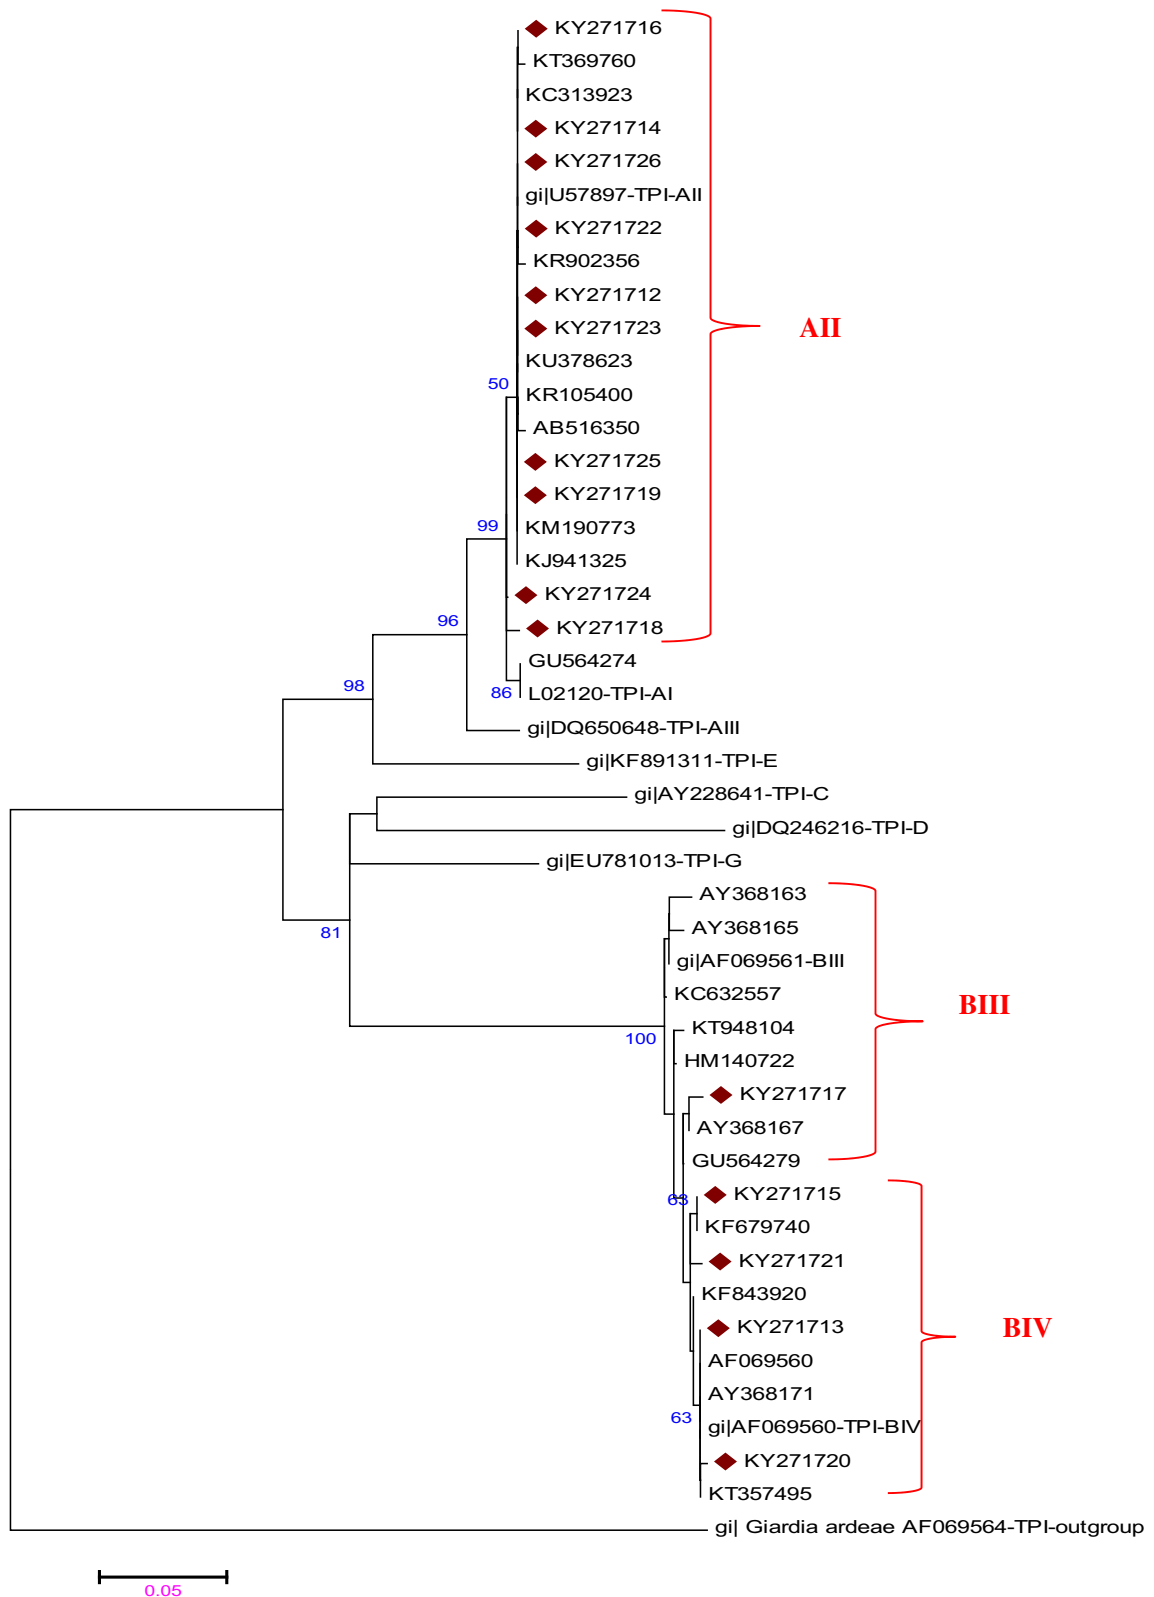 KY271716
KT369760
KC313923
KY271714
KY271726
gi|U57897-TPI-AII
KY271722
KR902356
KY271712
KY271723
AII
KU378623
50
KR105400
AB516350
KY271725
KY271719
99
KM190773
KJ941325
KY271724
96
KY271718
GU564274
98
86
L02120-TPI-AI
gi|DQ650648-TPI-AIII
gi|KF891311-TPI-E
gi|AY228641-TPI-C
gi|DQ246216-TPI-D
gi|EU781013-TPI-G
AY368163
81
AY368165
gi|AF069561-BIII
KC632557
BIII
KT948104
100
HM140722
KY271717
AY368167
GU564279
63
KY271715
KF679740
KY271721
KF843920
KY271713
BIV
AF069560
AY368171
63
gi|AF069560-TPI-BIV
KY271720
KT357495
gi| Giardia ardeae AF069564-TPI-outgroup
0.05